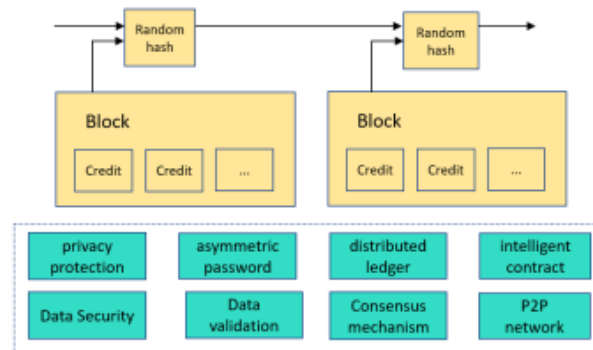 Random
hash
Random
hash
Block
Credit
Credit
...
Block
Credit
Credit
...
privacy
protection
asymmetric
password
distributed
ledger
intelligent
contract
Data Security
Data
validation
Consensus
mechanism
P2P
network